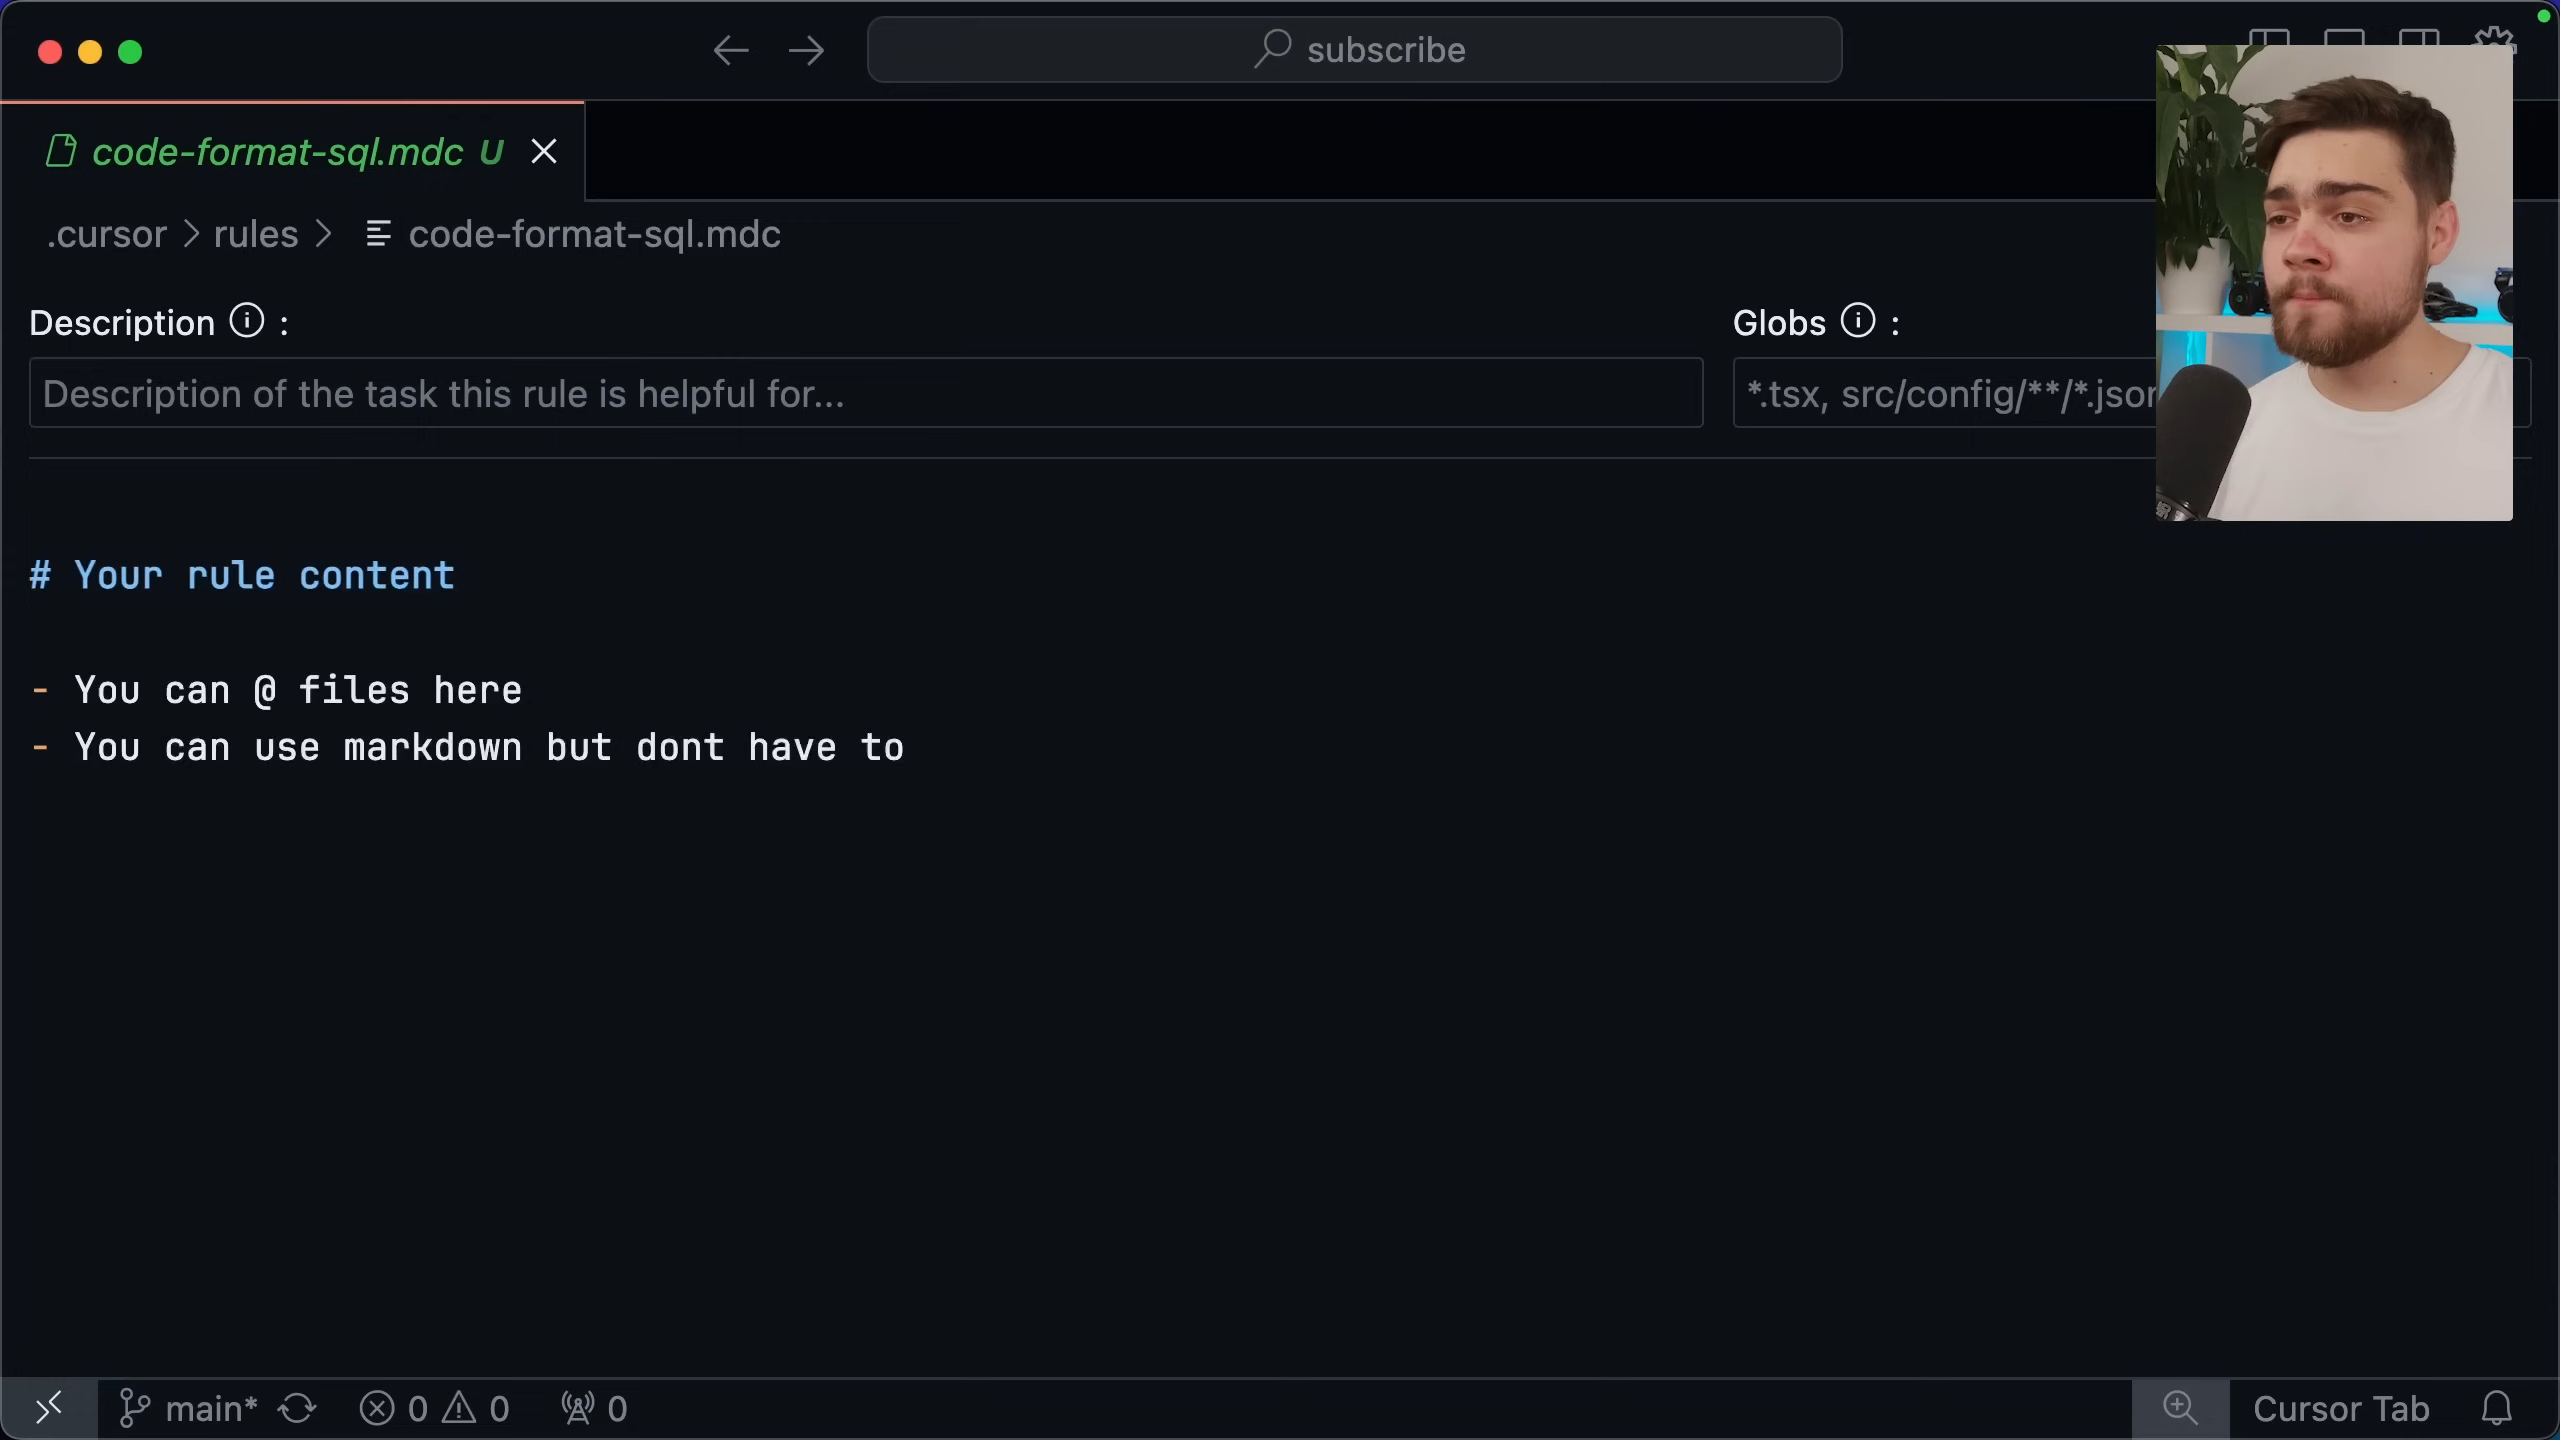 subscribe
code-format-sql.mdc U
.cursor > rules > code-format-sql.mdc
Description :
Globs :
Description of the task this rule is helpful for...
*.tsx, src/config/**/*.json
# Your rule content
- You can @ files here
- You can use markdown but dont have to
main* 0 0 0
Cursor Tab